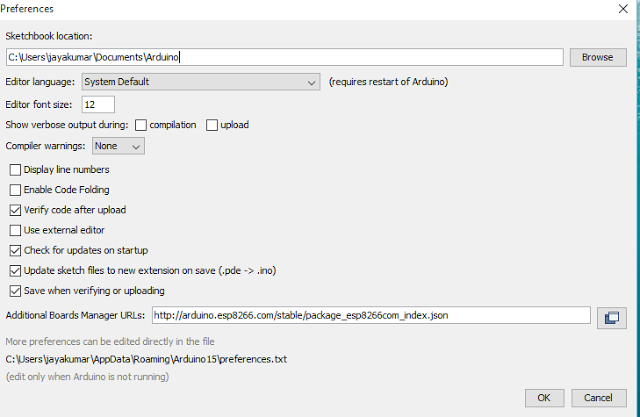 Preferences
Sketchbook location:
C:\Users\jayakumar\Documents\Arduino
Browse
Editor language: System Default (requires restart of Arduino)
Editor font size: 12
Show verbose output during: compilation upload
Compiler warnings: None
Display line numbers
Enable Code Folding
Verify code after upload
Use external editor
Check for updates on startup
Update sketch files to new extension on save (.pde -> .ino)
Save when verifying or uploading
Additional Boards Manager URLs: http://arduino.esp8266.com/stable/package_esp8266com_index.json
More preferences can be edited directly in the file
C:\Users\jayakumar\AppData\Roaming\Arduino15\preferences.txt
(edit only when Arduino is not running)
OK Cancel